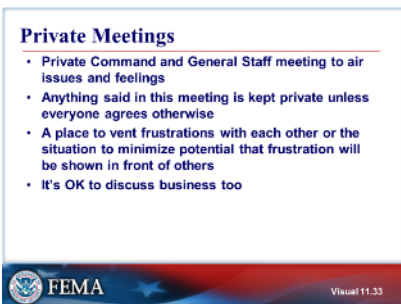 Private Meetings
• Private Command and General Staff meeting to air
issues and feelings
• Anything said in this meeting is kept private unless
everyone agrees otherwise
• A place to vent frustrations with each other or the
situation to minimize potential that frustration will
be shown in front of others
• It's OK to discuss business too
FEMA
Visual 11.33